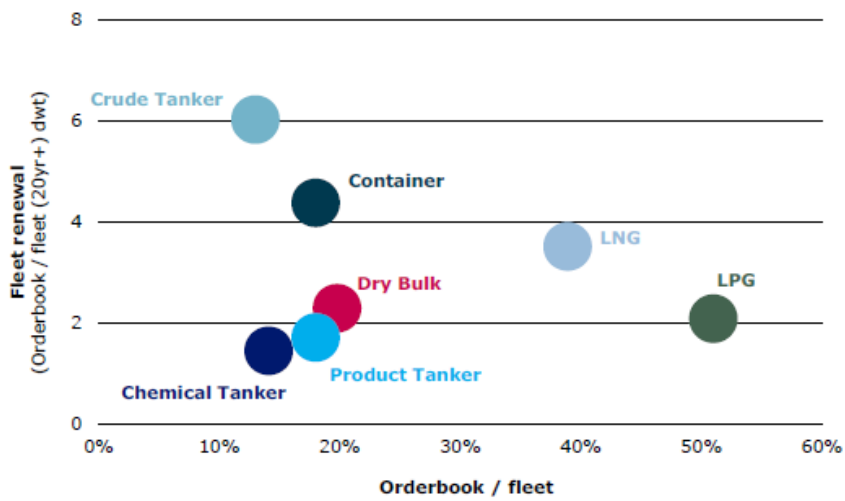 8
Crude Tanker
6
Container
4
LNG
LPG
Dry Bulk
2
Product Tanker
Chemical Tanker
0
Fleet renewal
(Orderbook / fleet (20yr+) dwt)
0% 10% 20% 30% 40% 50% 60%
Orderbook / fleet